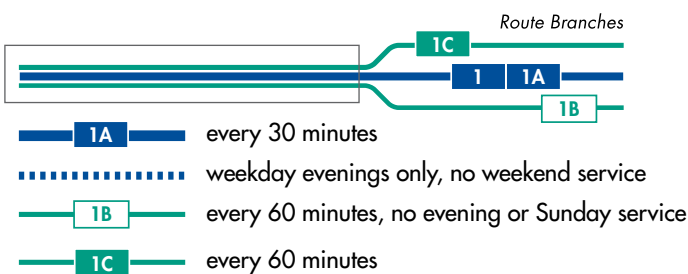 Route Branches
1C
1 1A
1B
1A every 30 minutes
weekday evenings only, no weekend service
1B every 60 minutes, no evening or Sunday service
1C every 60 minutes